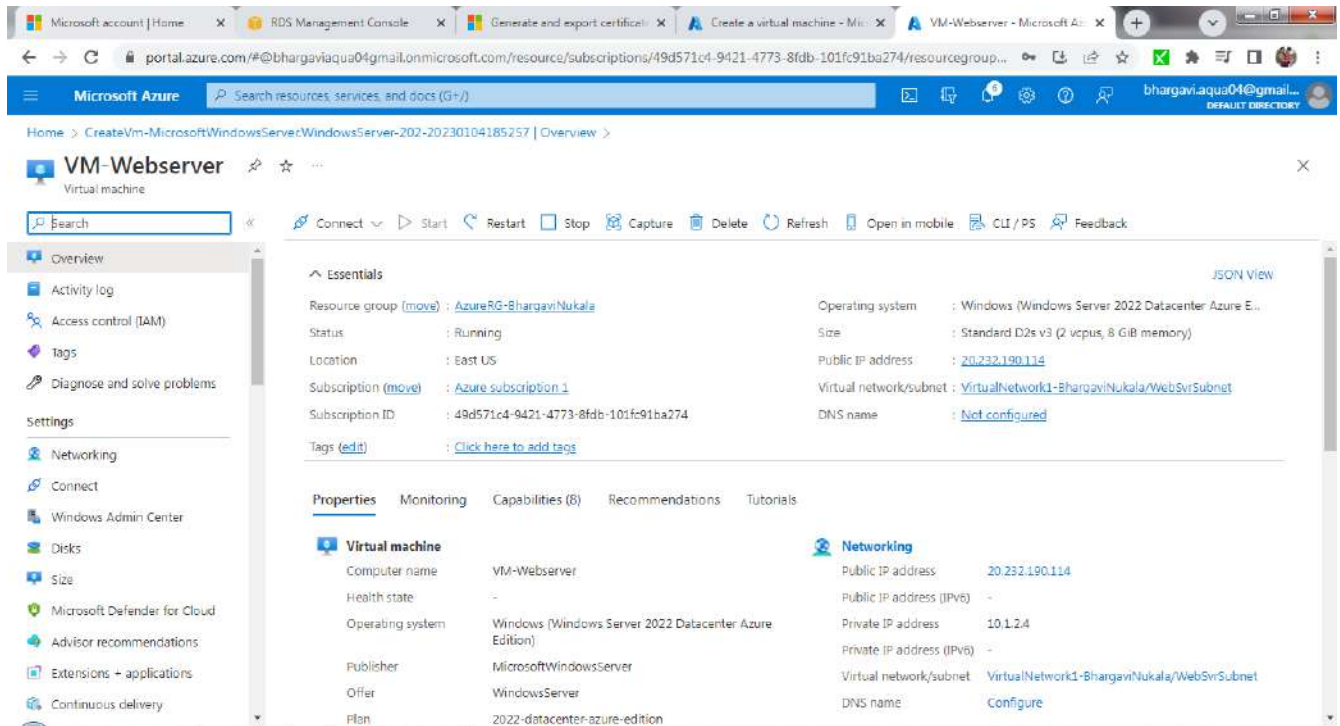 Microsoft account | Home
RDS Management Console
Generate and export certificat
Create a virtual machine - Mic
VM-Webserver - Microsoft Az
portal.azure.com/#@bhargaviaqua04gmail.onmicrosoft.com/resource/subscriptions/49d571c4-9421-4773-8fdb-101fc91ba274/resourcegroup...
Microsoft Azure
Search resources, services, and docs (G+/)
6
bhargavi.aqua04@gmail...
DEFAULT DIRECTORY
Home > CreateVm-MicrosoftWindowsServer.WindowsServer-202-20230104185257 | Overview >
VM-Webserver
Virtual machine
Search
Connect Start Restart Stop Capture Delete Refresh Open in mobile CLI / PS Feedback
Overview
Activity log
Access control (IAM)
Tags
Diagnose and solve problems
Settings
Networking
Connect
Windows Admin Center
Disks
Size
Microsoft Defender for Cloud
Advisor recommendations
Extensions + applications
Continuous delivery
Essentials
JSON View
Resource group (move) : AzureRG-BhargaviNukala
Status : Running
Location : East US
Subscription (move) : Azure subscription 1
Subscription ID : 49d571c4-9421-4773-8fdb-101fc91ba274
Tags (edit) : Click here to add tags
Operating system : Windows (Windows Server 2022 Datacenter Azure E...
Size : Standard D2s v3 (2 vcpus, 8 GiB memory)
Public IP address : 20.232.190.114
Virtual network/subnet : VirtualNetwork1-BhargaviNukala/WebSvrSubnet
DNS name : Not configured
Properties Monitoring Capabilities (8) Recommendations Tutorials
Virtual machine
Computer name VM-Webserver
Health state -
Operating system Windows (Windows Server 2022 Datacenter Azure
Edition)
Publisher MicrosoftWindowsServer
Offer WindowsServer
Plan 2022-datacenter-azure-edition
Networking
Public IP address 20.232.190.114
Public IP address (IPv6) -
Private IP address 10.1.2.4
Private IP address (IPv6) -
Virtual network/subnet VirtualNetwork1-BhargaviNukala/WebSvrSubnet
DNS name Configure